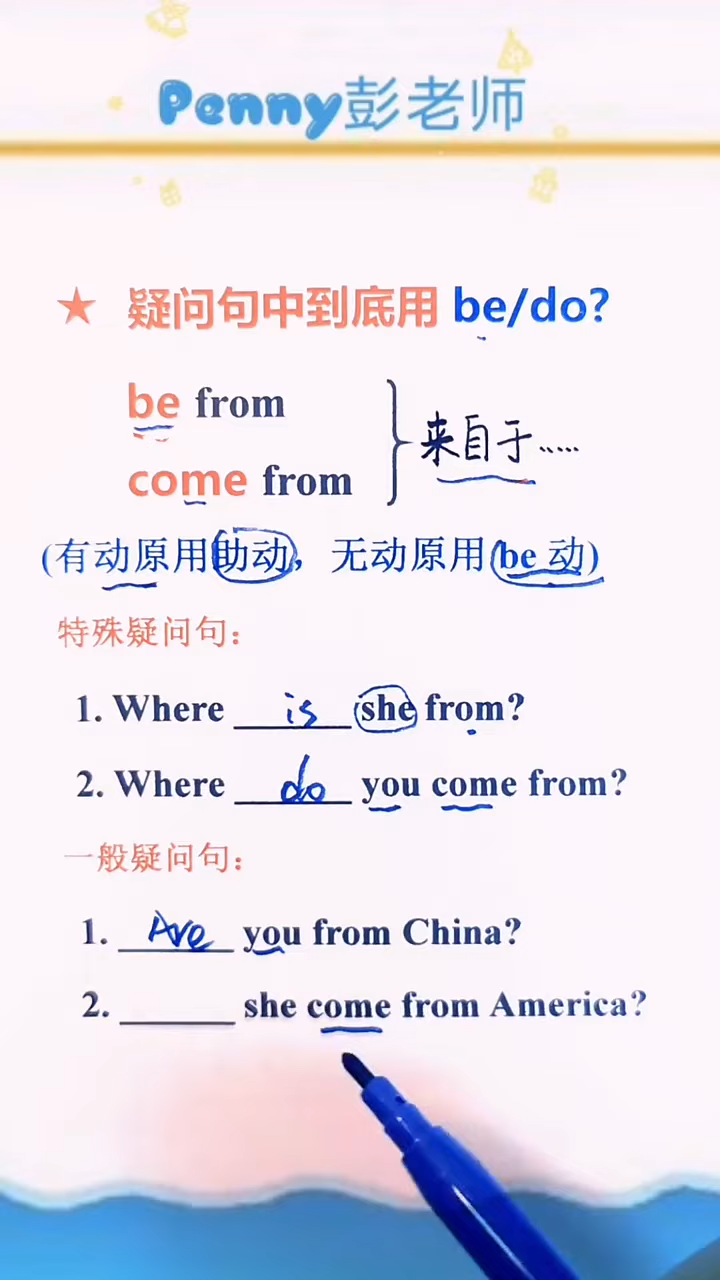 Penny彭老师
★ 疑问句中到底用 be/do?
be from
come from
来自于……
(有动原用助动，无动原用be 动)
特殊疑问句：
1. Where is she from?
2. Where do you come from?
一般疑问句：
1. Are you from China?
2. ______ she come from America?